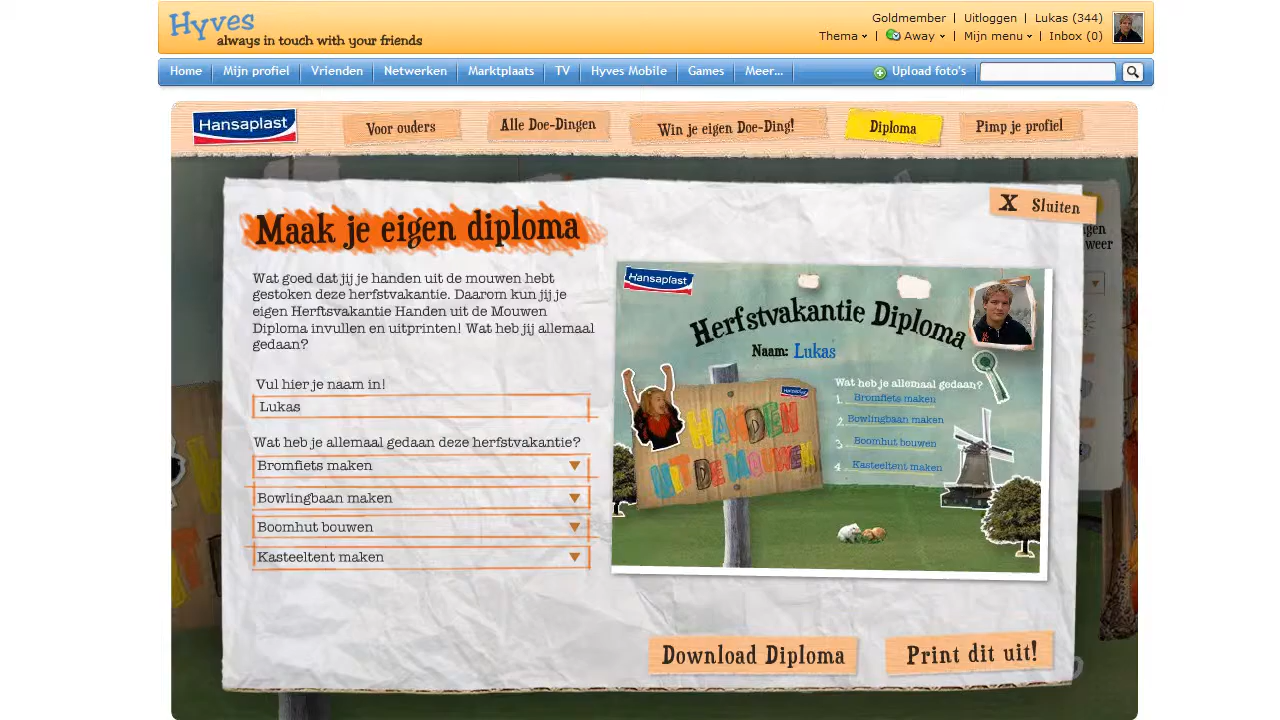 Hyves
always in touch with your friends
Goldmember | Uitloggen | Lukas (344)
Thema | Away | Mijn menu | Inbox (0)
Home | Mijn profiel | Vrienden | Netwerken | Marktplaats | TV | Hyves Mobile | Games | Meer... | Upload foto's
Hansaplast
Voor ouders
Alle Doe-Dingen
Win je eigen Doe-Ding!
Diploma
Pimp je profiel
X Sluiten
weer
Maak je eigen diploma
Wat goed dat jij je handen uit de mouwen hebt
gestoken deze herfstvakantie. Daarom kun jij je
eigen Herftsvakantie Handen uit de Mouwen
Diploma invullen en uitprinten! Wat heb jij allemaal
gedaan?
Vul hier je naam in!
Lukas
Wat heb je allemaal gedaan deze herfstvakantie?
Bromfiets maken
Bowlingbaan maken
Boomhut bouwen
Kasteeltent maken
Hansaplast
Herfstvakantie Diploma
Naam: Lukas
Hansaplast
HANDEN
UIT DE MOUWEN
Wat heb je allemaal gedaan?
1. Bromfiets maken
2. Bowlingbaan maken
3. Boomhut bouwen
4. Kasteeltent maken
Download Diploma
Print dit uit!